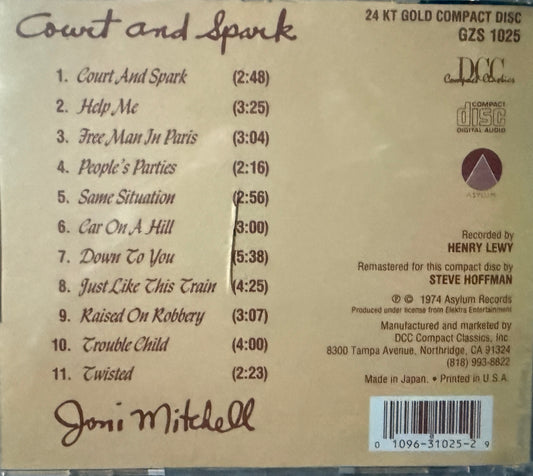 Court and Spark
24 KT GOLD COMPACT DISC
GZS 1025
DCC
Compact Classics
COMPACT
disc
DIGITAL AUDIO
ASYLUM
1. Court And Spark (2:48)
2. Help Me (3:25)
3. Free Man In Paris (3:04)
4. People's Parties (2:16)
5. Same Situation (2:56)
6. Car On A Hill (3:00)
7. Down To You (5:38)
8. Just Like This Train (4:25)
9. Raised On Robbery (3:07)
10. Trouble Child (4:00)
11. Twisted (2:23)
Joni Mitchell
Recorded by
HENRY LEWY
Remastered for this compact disc by
STEVE HOFFMAN
℗ © 1974 Asylum Records
Produced under license from Elektra Entertainment
Manufactured and marketed by
DCC Compact Classics, Inc.
8300 Tampa Avenue, Northridge, CA 91324
(818) 993-8822
Made in Japan. • Printed in U.S.A.
0 1096-31025-2 9